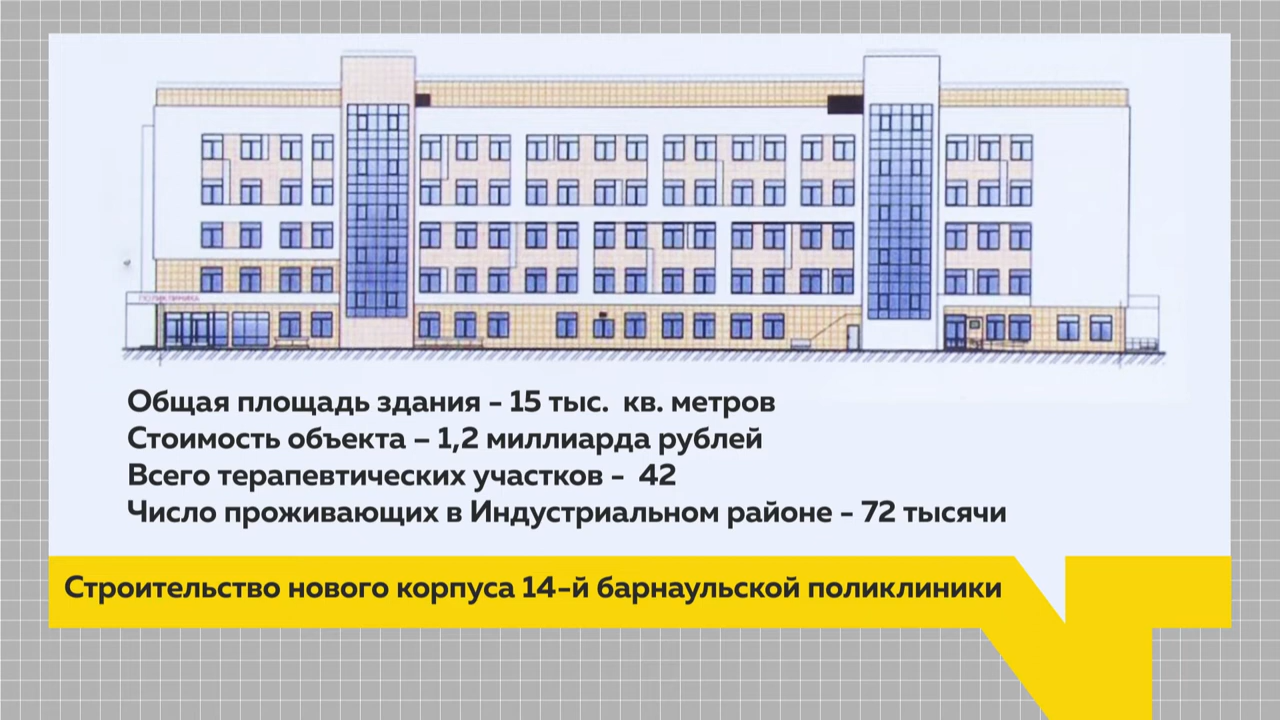 ПОЛИКЛИНИКА
Общая площадь здания - 15 тыс. кв. метров
Стоимость объекта – 1,2 миллиарда рублей
Всего терапевтических участков - 42
Число проживающих в Индустриальном районе - 72 тысячи
Строительство нового корпуса 14-й барнаульской поликлиники